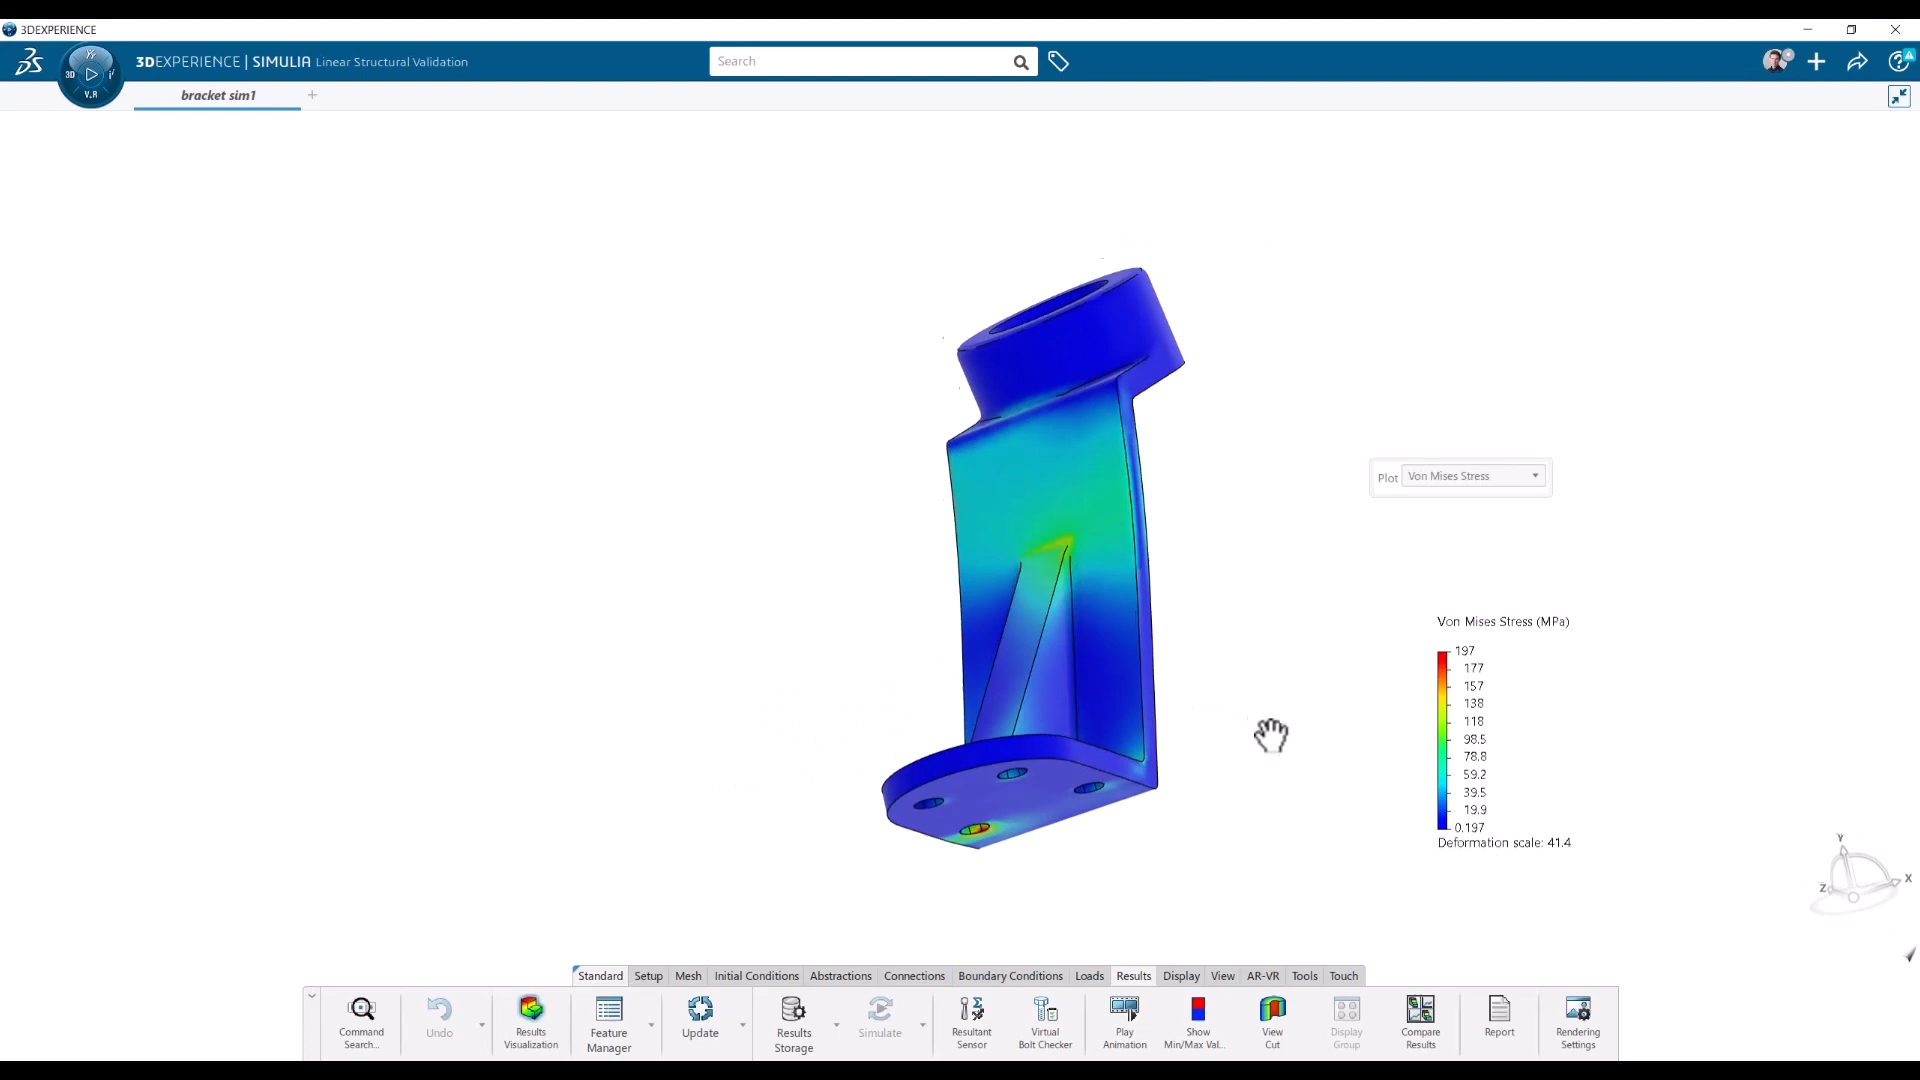 3DEXPERIENCE
3DEXPERIENCE | SIMULIA Linear Structural Validation
Search
3D
V.R
bracket sim1
Plot Von Mises Stress
Von Mises Stress (MPa)
197
177
157
138
118
98.5
78.8
59.2
39.5
19.9
0.197
Deformation scale: 41.4
Y
X
Z
Standard Setup Mesh Initial Conditions Abstractions Connections Boundary Conditions Loads Results Display View AR-VR Tools Touch
Command Search...
Undo
Results Visualization
Feature Manager
Update
Results Storage
Simulate
Resultant Sensor
Virtual Bolt Checker
Play Animation
Show Min/Max Val...
View Cut
Display Group
Compare Results
Report
Rendering Settings